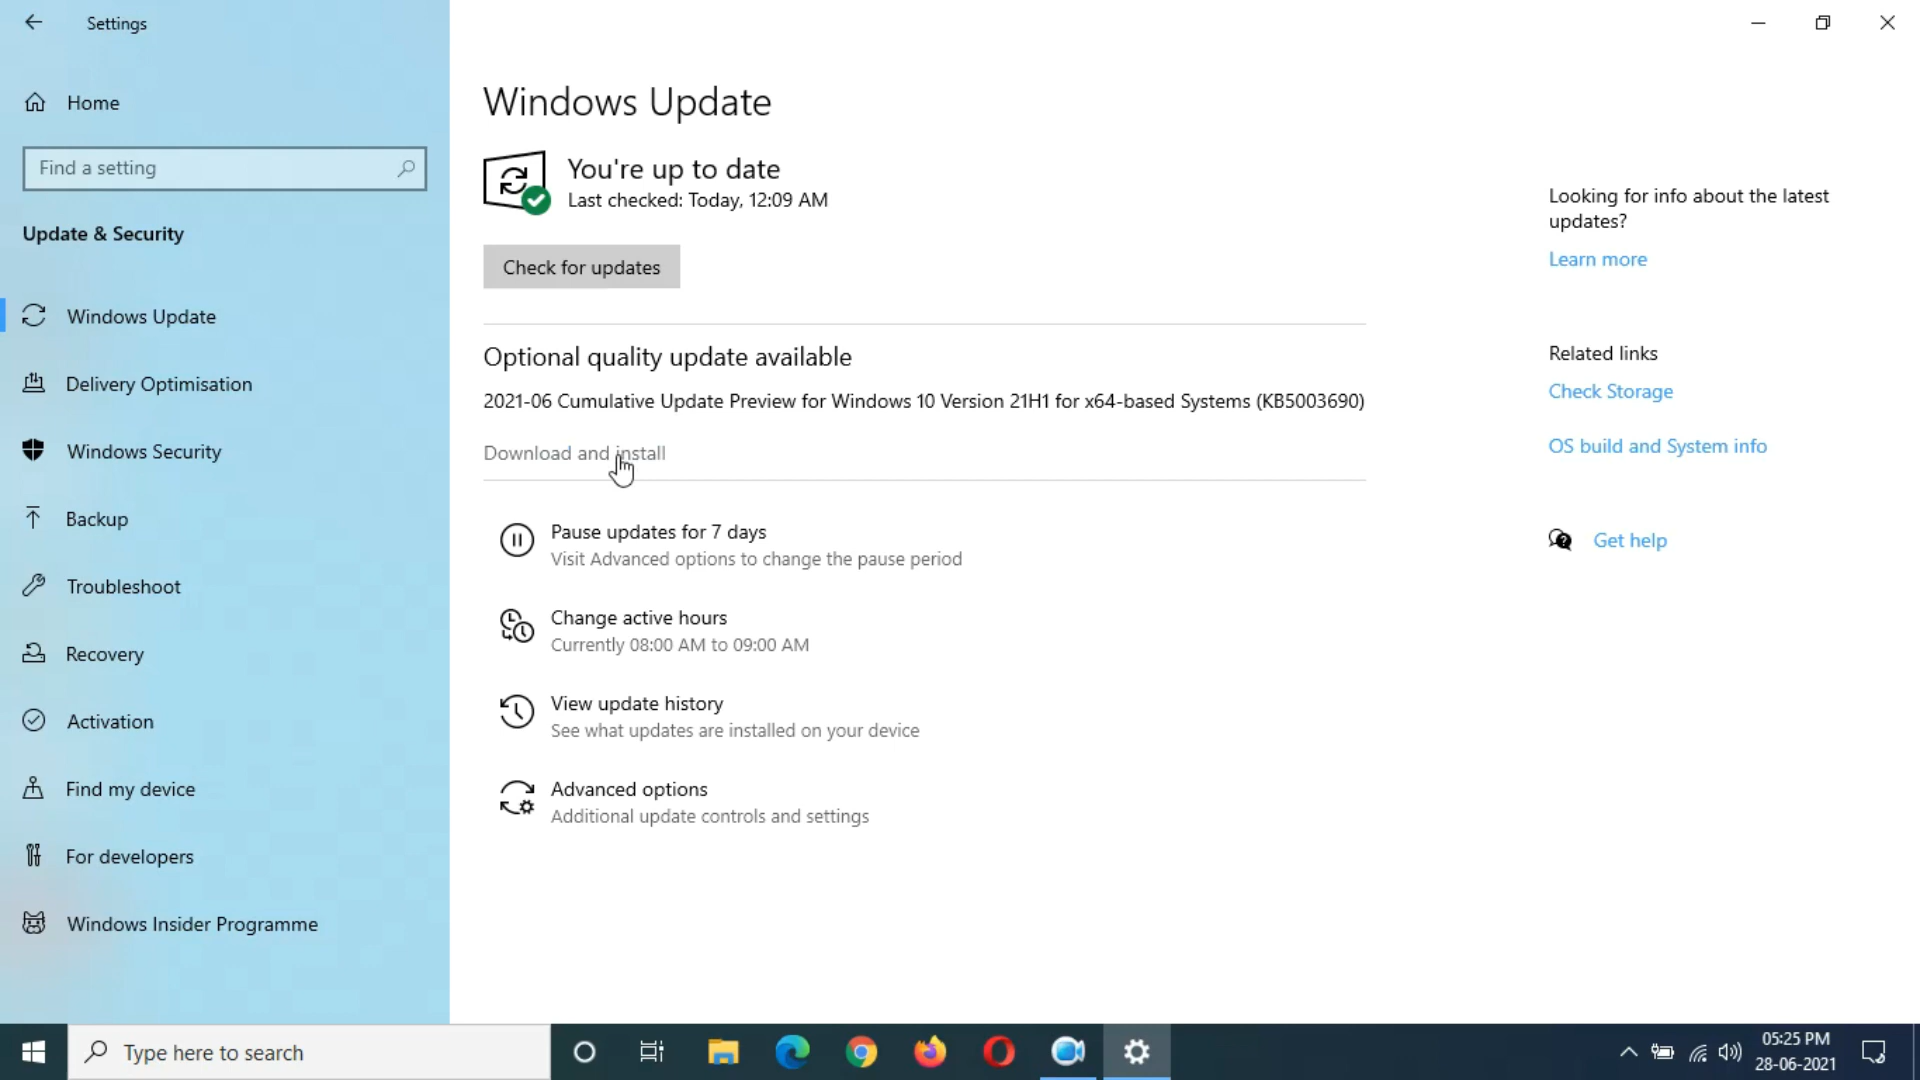 Settings
Home
Find a setting
Update & Security
Windows Update
Delivery Optimisation
Windows Security
Backup
Troubleshoot
Recovery
Activation
Find my device
For developers
Windows Insider Programme
Windows Update
You're up to date
Last checked: Today, 12:09 AM
Check for updates
Optional quality update available
2021-06 Cumulative Update Preview for Windows 10 Version 21H1 for x64-based Systems (KB5003690)
Download and install
Pause updates for 7 days
Visit Advanced options to change the pause period
Change active hours
Currently 08:00 AM to 09:00 AM
View update history
See what updates are installed on your device
Advanced options
Additional update controls and settings
Looking for info about the latest
updates?
Learn more
Related links
Check Storage
OS build and System info
Get help
Type here to search
05:25 PM
28-06-2021